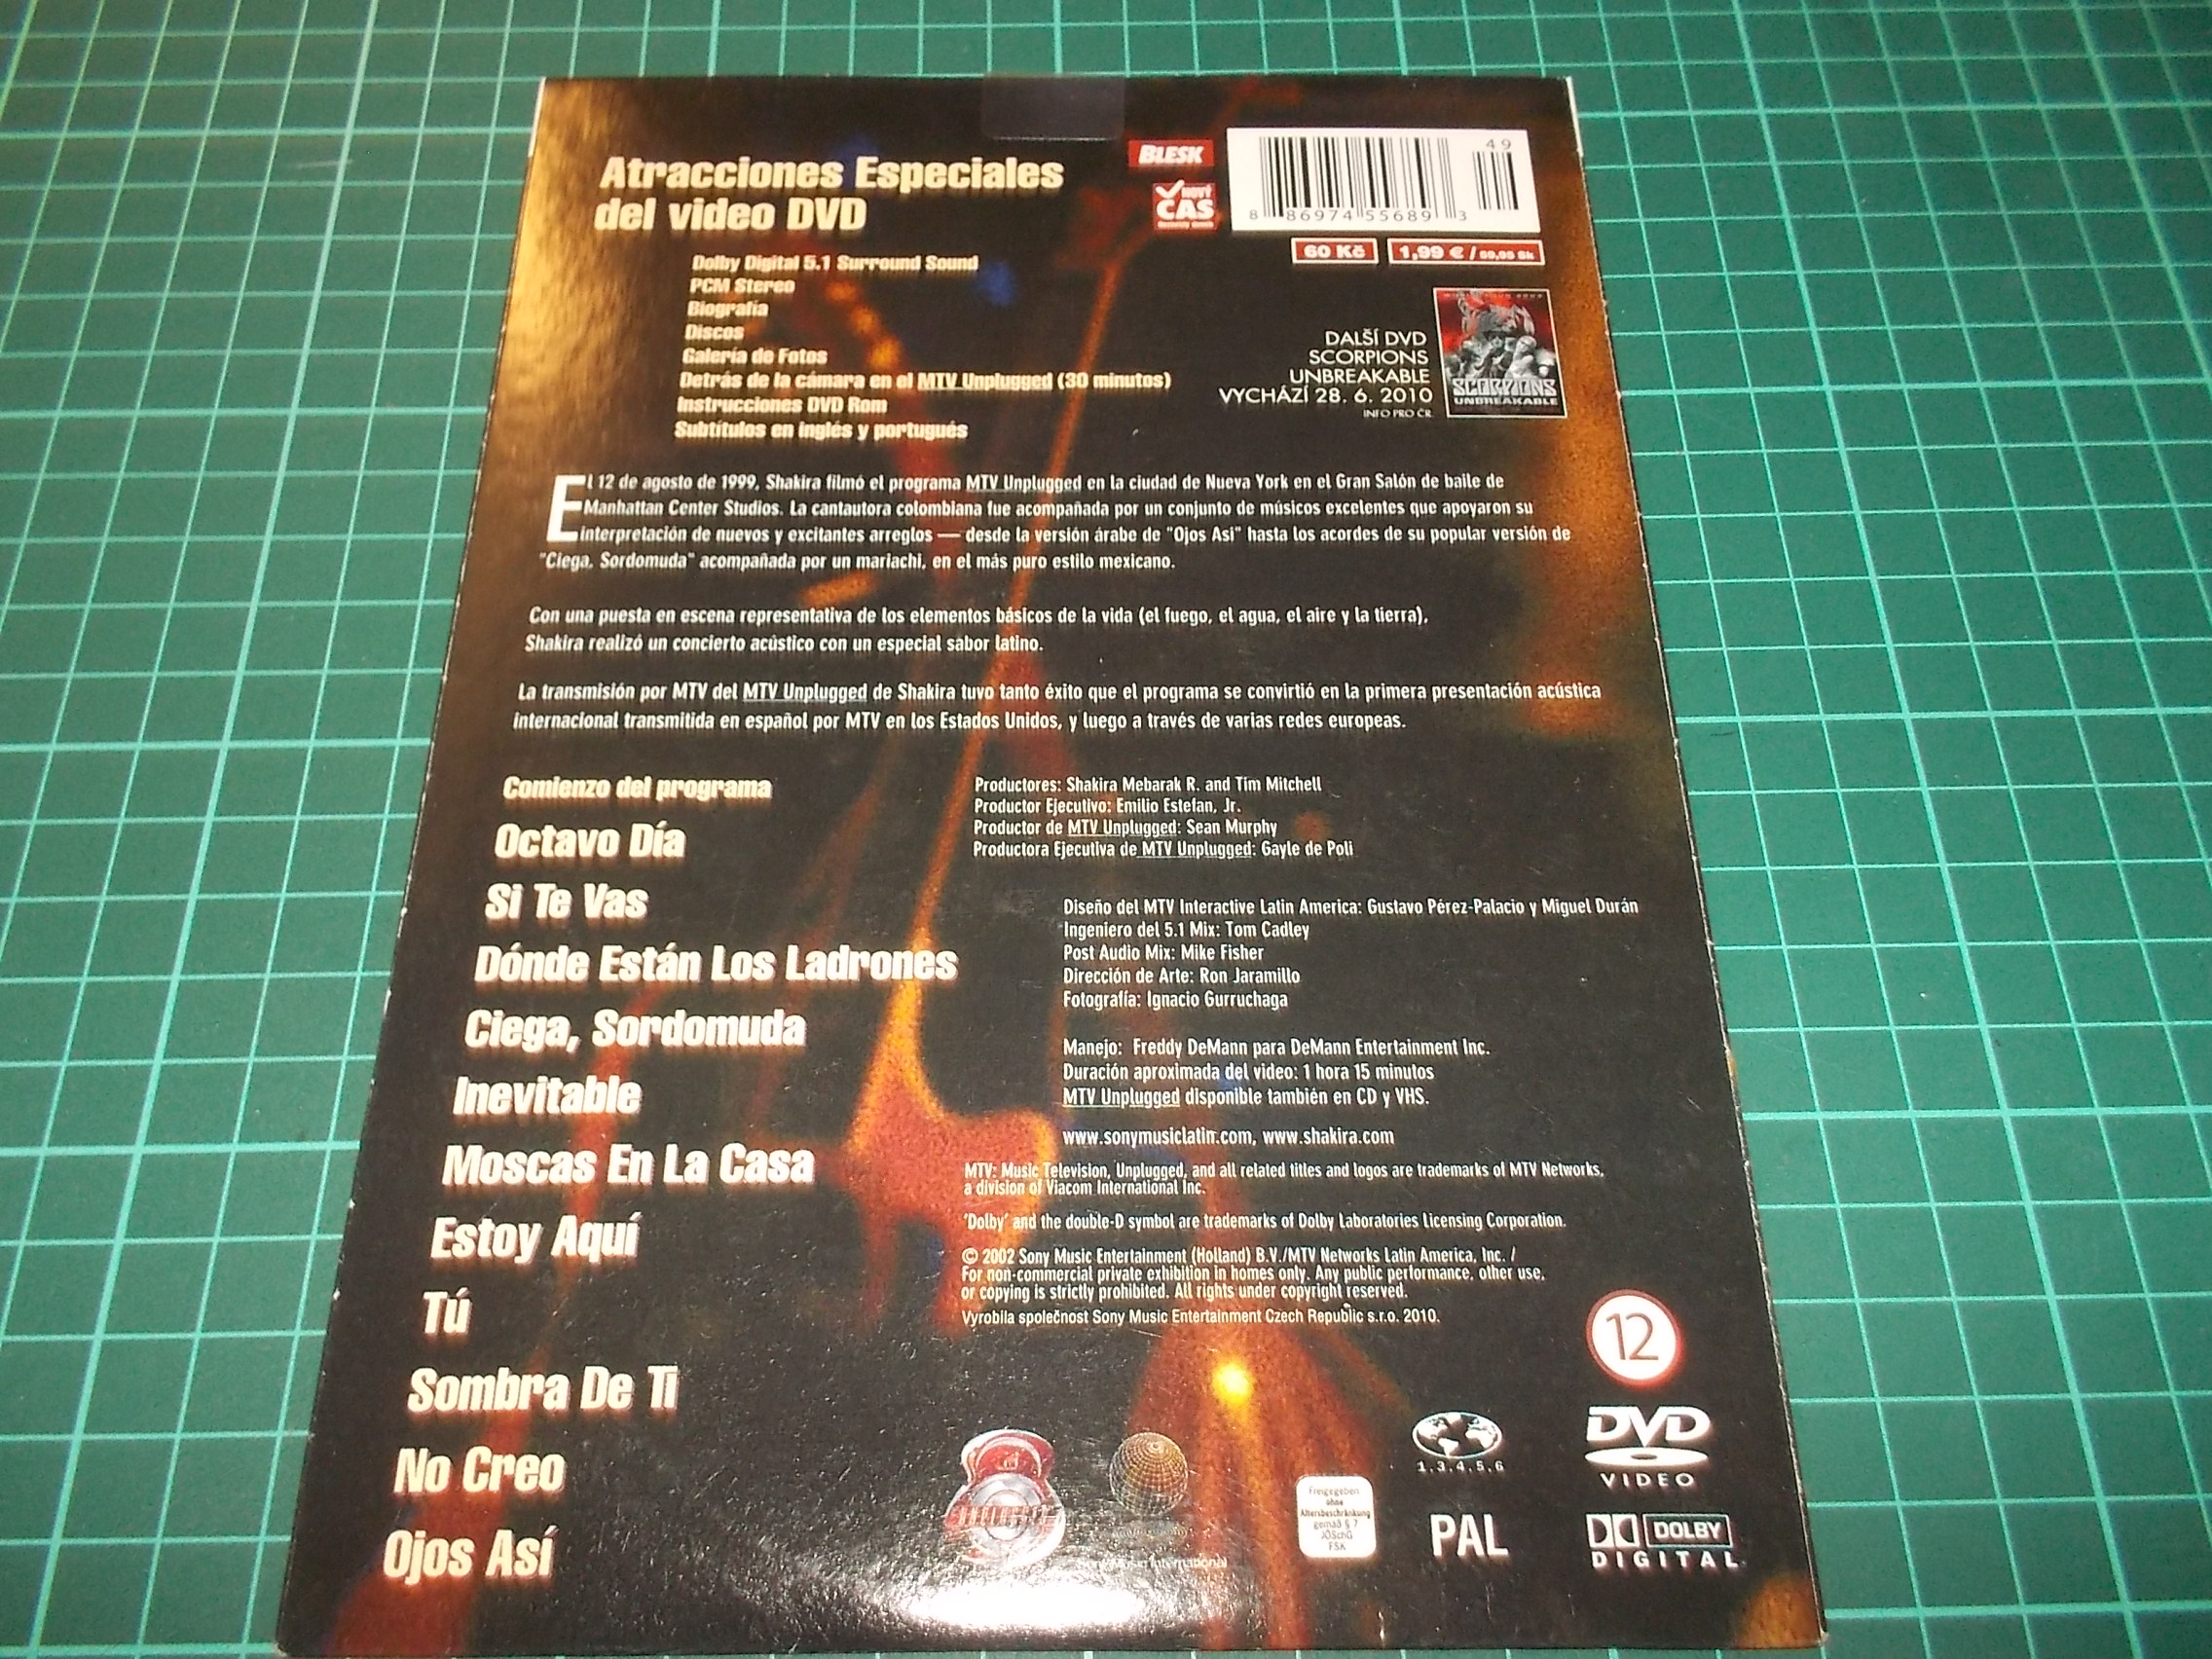 Atracciones Especiales
del video DVD
Dolby Digital 5.1 Surround Sound
PCM Stereo
Biografía
Discos
Galería de Fotos
Detrás de la cámara en el MTV Unplugged (30 minutos)
Instrucciones DVD Rom
Subtítulos en inglés y portugués
BLESK
NOVÝ
ČAS
49
8 86974 55689 3
60 Kč
1,99 € / 59,95 Sk
DALŠÍ DVD
SCORPIONS
UNBREAKABLE
VYCHÁZÍ 28. 6. 2010
INFO PRO ČR
SCORPIONS
UNBREAKABLE
El 12 de agosto de 1999, Shakira filmó el programa MTV Unplugged en la ciudad de Nueva York en el Gran Salón de baile de
Manhattan Center Studios. La cantautora colombiana fue acompañada por un conjunto de músicos excelentes que apoyaron su
interpretación de nuevos y excitantes arreglos — desde la versión árabe de "Ojos Asi" hasta los acordes de su popular versión de
"Ciega, Sordomuda" acompañada por un mariachi, en el más puro estilo mexicano.
Con una puesta en escena representativa de los elementos básicos de la vida (el fuego, el agua, el aire y la tierra),
Shakira realizó un concierto acústico con un especial sabor latino.
La transmisión por MTV del MTV Unplugged de Shakira tuvo tanto éxito que el programa se convirtió en la primera presentación acústica
internacional transmitida en español por MTV en los Estados Unidos, y luego a través de varias redes europeas.
Comienzo del programa
Octavo Día
Si Te Vas
Dónde Están Los Ladrones
Ciega, Sordomuda
Inevitable
Moscas En La Casa
Estoy Aquí
Tú
Sombra De Ti
No Creo
Ojos Así
Productores: Shakira Mebarak R. and Tim Mitchell
Productor Ejecutivo: Emilio Estefan, Jr.
Productor de MTV Unplugged: Sean Murphy
Productora Ejecutiva de MTV Unplugged: Gayle de Poli
Diseño del MTV Interactive Latin America: Gustavo Pérez-Palacio y Miguel Durán
Ingeniero del 5.1 Mix: Tom Cadley
Post Audio Mix: Mike Fisher
Dirección de Arte: Ron Jaramillo
Fotografía: Ignacio Gurruchaga
Manejo: Freddy DeMann para DeMann Entertainment Inc.
Duración aproximada del video: 1 hora 15 minutos
MTV Unplugged disponible también en CD y VHS.
www.sonymusiclatin.com, www.shakira.com
MTV: Music Television, Unplugged, and all related titles and logos are trademarks of MTV Networks,
a division of Viacom International Inc.
'Dolby' and the double-D symbol are trademarks of Dolby Laboratories Licensing Corporation.
© 2002 Sony Music Entertainment (Holland) B.V./MTV Networks Latin America, Inc. /
For non-commercial private exhibition in homes only. Any public performance, other use,
or copying is strictly prohibited. All rights under copyright reserved.
Vyrobila společnost Sony Music Entertainment Czech Republic s.r.o. 2010.
12
1,3,4,5,6
DVD
VIDEO
Sony Music International
Freigegeben
ohne
Altersbeschränkung
gemäß § 7
JÖSchG
FSK
PAL
DOLBY
DIGITAL